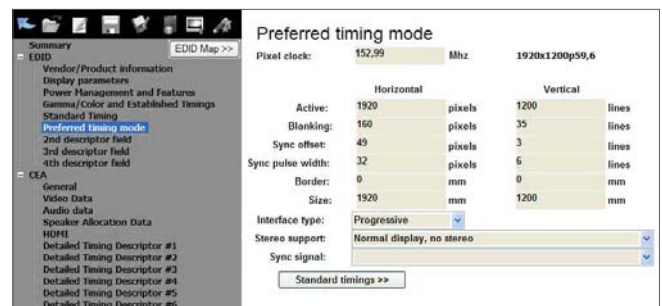 Summary
EDID Map >>
EDID
Vendor/Product information
Display parameters
Power Management and Features
Gamma/Color and Established Timings
Standard Timing
Preferred timing mode
2nd descriptor field
3rd descriptor field
4th descriptor field
CEA
General
Video Data
Audio data
Speaker Allocation Data
HDMI
Detailed Timing Descriptor #1
Detailed Timing Descriptor #2
Detailed Timing Descriptor #3
Detailed Timing Descriptor #4
Detailed Timing Descriptor #5
Detailed Timing Descriptor #6
Preferred timing mode
Pixel clock: 152,99 Mhz 1920x1200p59,6
Horizontal Vertical
Active: 1920 pixels 1200 lines
Blanking: 160 pixels 35 lines
Sync offset: 49 pixels 3 lines
Sync pulse width: 32 pixels 6 lines
Border: 0 mm 0 mm
Size: 1920 mm 1200 mm
Interface type: Progressive
Stereo support: Normal display, no stereo
Sync signal:
Standard timings >>